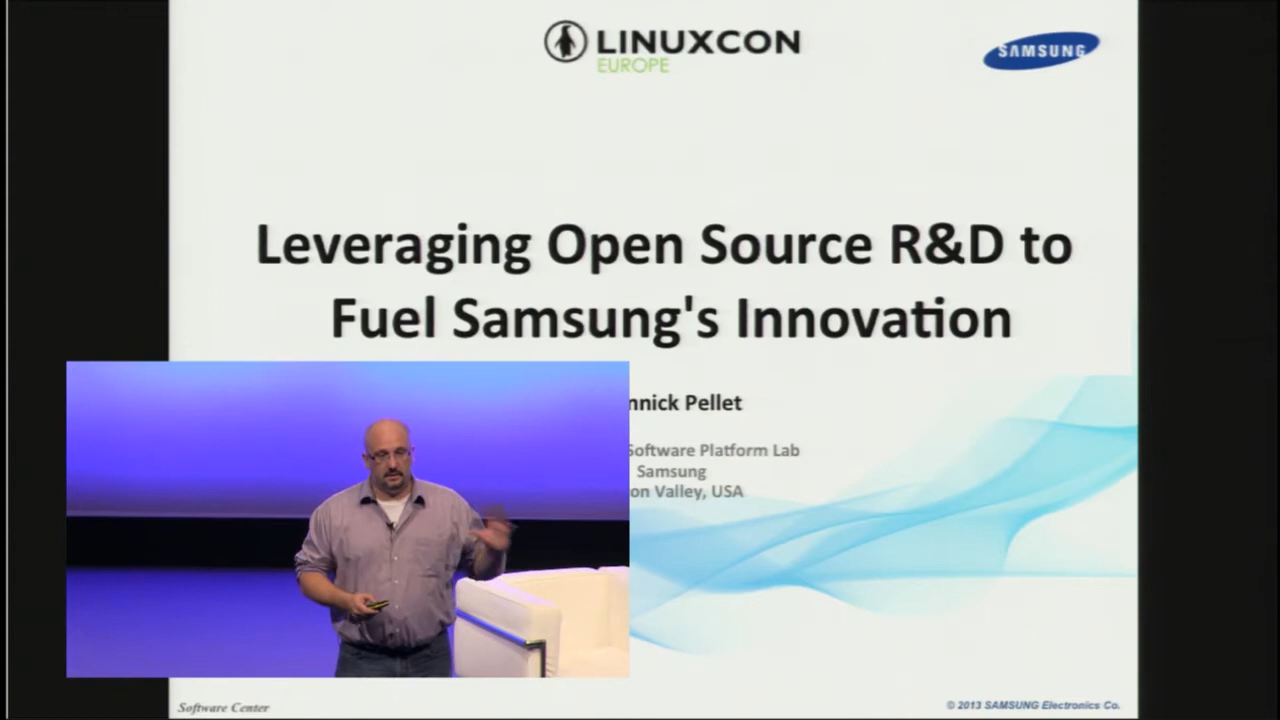 LINUXCON
EUROPE
SAMSUNG
Leveraging Open Source R&D to
Fuel Samsung's Innovation
nnick Pellet
Software Platform Lab
Samsung
on Valley, USA
Software Center
© 2013 SAMSUNG Electronics Co.